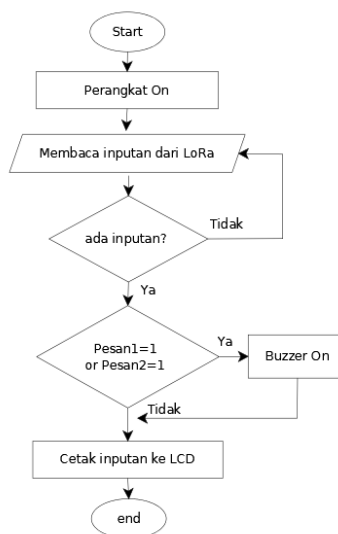 Start
Perangkat On
Membaca inputan dari LoRa
Tidak
ada inputan?
Ya
Pesan1=1
or Pesan2=1
Ya
Buzzer On
Tidak
Cetak inputan ke LCD
end